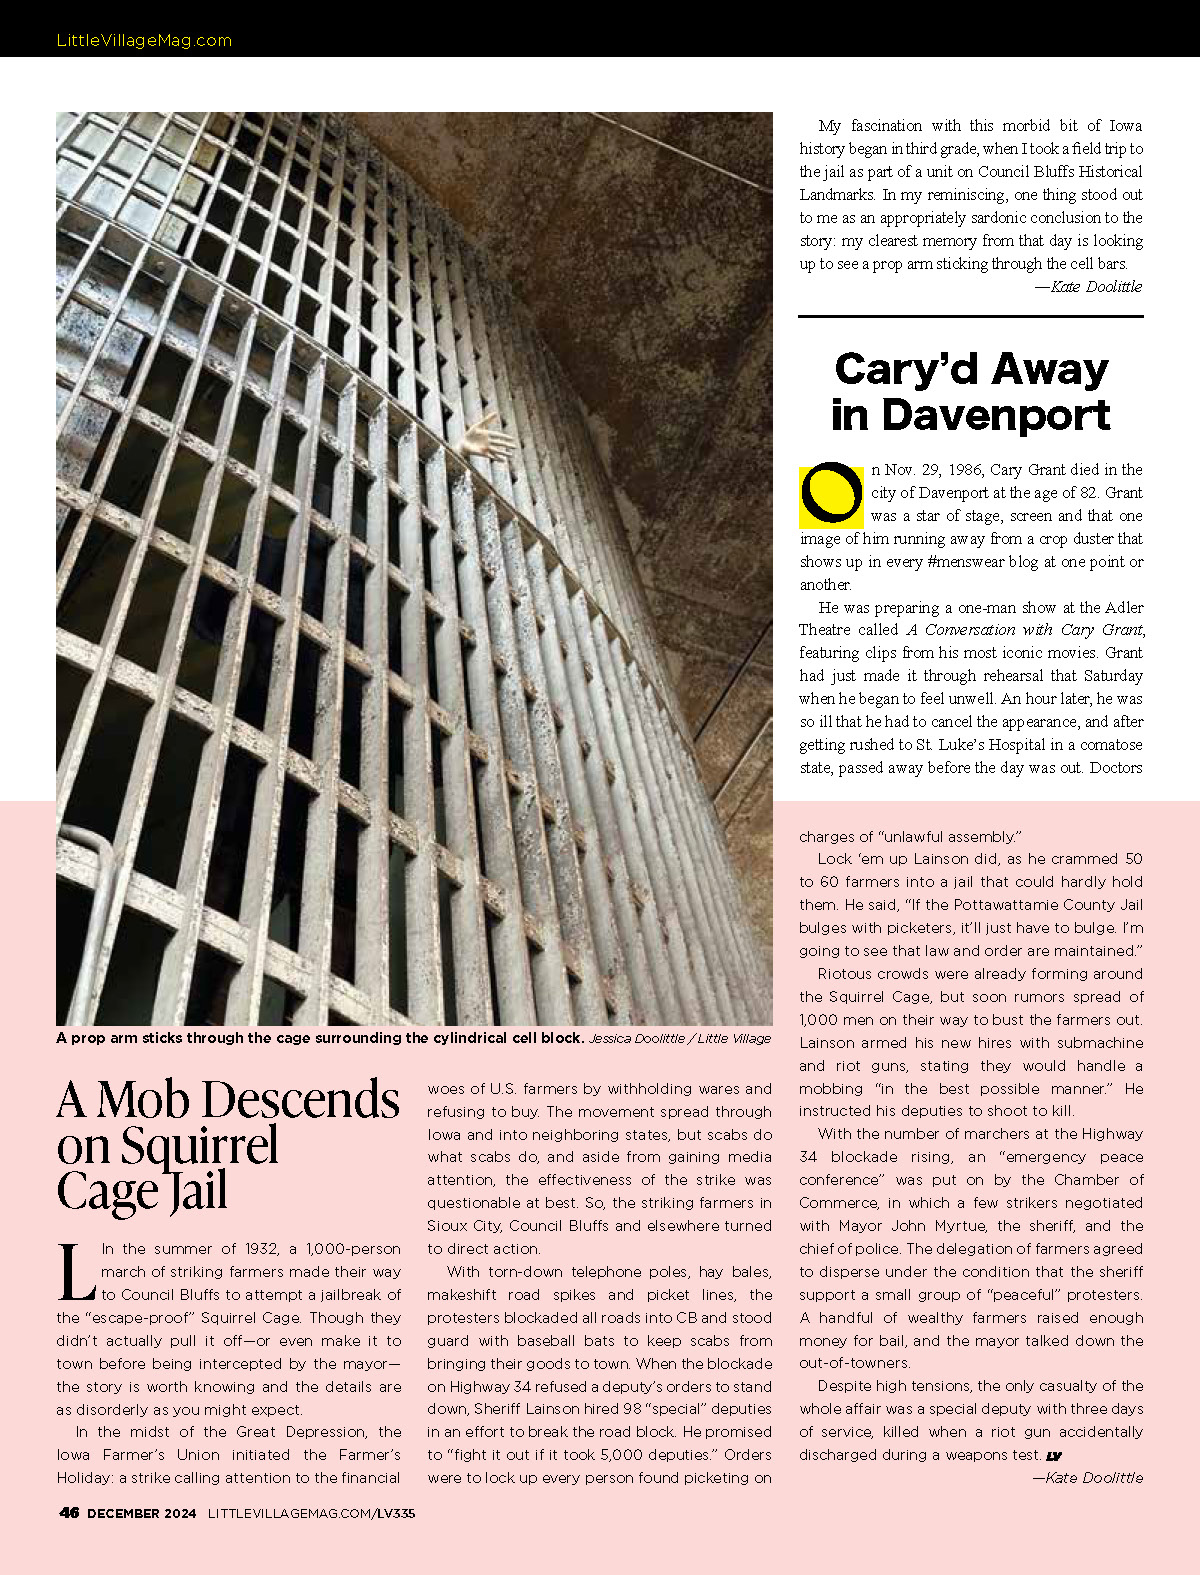 LittleVillageMag.com
My fascination with this morbid bit of Iowa
history began in third grade, when I took a field trip to
the jail as part of a unit on Council Bluffs Historical
Landmarks. In my reminiscing, one thing stood out
to me as an appropriately sardonic conclusion to the
story: my clearest memory from that day is looking
up to see a prop arm sticking through the cell bars.
—Kate Doolittle
Cary’d Away
in Davenport
On Nov. 29, 1986, Cary Grant died in the
city of Davenport at the age of 82. Grant
was a star of stage, screen and that one
image of him running away from a crop duster that
shows up in every #menswear blog at one point or
another.
He was preparing a one-man show at the Adler
Theatre called A Conversation with Cary Grant,
featuring clips from his most iconic movies. Grant
had just made it through rehearsal that Saturday
when he began to feel unwell. An hour later, he was
so ill that he had to cancel the appearance, and after
getting rushed to St. Luke’s Hospital in a comatose
state, passed away before the day was out. Doctors
A prop arm sticks through the cage surrounding the cylindrical cell block. Jessica Doolittle / Little Village
A Mob Descends
on Squirrel
Cage Jail
L In the summer of 1932, a 1,000-person
march of striking farmers made their way
to Council Bluffs to attempt a jailbreak of
the “escape-proof” Squirrel Cage. Though they
didn’t actually pull it off—or even make it to
town before being intercepted by the mayor—
the story is worth knowing and the details are
as disorderly as you might expect.
In the midst of the Great Depression, the
Iowa Farmer’s Union initiated the Farmer’s
Holiday: a strike calling attention to the financial
woes of U.S. farmers by withholding wares and
refusing to buy. The movement spread through
Iowa and into neighboring states, but scabs do
what scabs do, and aside from gaining media
attention, the effectiveness of the strike was
questionable at best. So, the striking farmers in
Sioux City, Council Bluffs and elsewhere turned
to direct action.
With torn-down telephone poles, hay bales,
makeshift road spikes and picket lines, the
protesters blockaded all roads into CB and stood
guard with baseball bats to keep scabs from
bringing their goods to town. When the blockade
on Highway 34 refused a deputy’s orders to stand
down, Sheriff Lainson hired 98 “special” deputies
in an effort to break the road block. He promised
to “fight it out if it took 5,000 deputies.” Orders
were to lock up every person found picketing on
charges of “unlawful assembly.”
Lock ‘em up Lainson did, as he crammed 50
to 60 farmers into a jail that could hardly hold
them. He said, “If the Pottawattamie County Jail
bulges with picketers, it’ll just have to bulge. I’m
going to see that law and order are maintained.”
Riotous crowds were already forming around
the Squirrel Cage, but soon rumors spread of
1,000 men on their way to bust the farmers out.
Lainson armed his new hires with submachine
and riot guns, stating they would handle a
mobbing “in the best possible manner.” He
instructed his deputies to shoot to kill.
With the number of marchers at the Highway
34 blockade rising, an “emergency peace
conference” was put on by the Chamber of
Commerce, in which a few strikers negotiated
with Mayor John Myrtue, the sheriff, and the
chief of police. The delegation of farmers agreed
to disperse under the condition that the sheriff
support a small group of “peaceful” protesters.
A handful of wealthy farmers raised enough
money for bail, and the mayor talked down the
out-of-towners.
Despite high tensions, the only casualty of the
whole affair was a special deputy with three days
of service, killed when a riot gun accidentally
discharged during a weapons test. LV
—Kate Doolittle
46 DECEMBER 2024 LITTLEVILLAGEMAG.COM/LV335